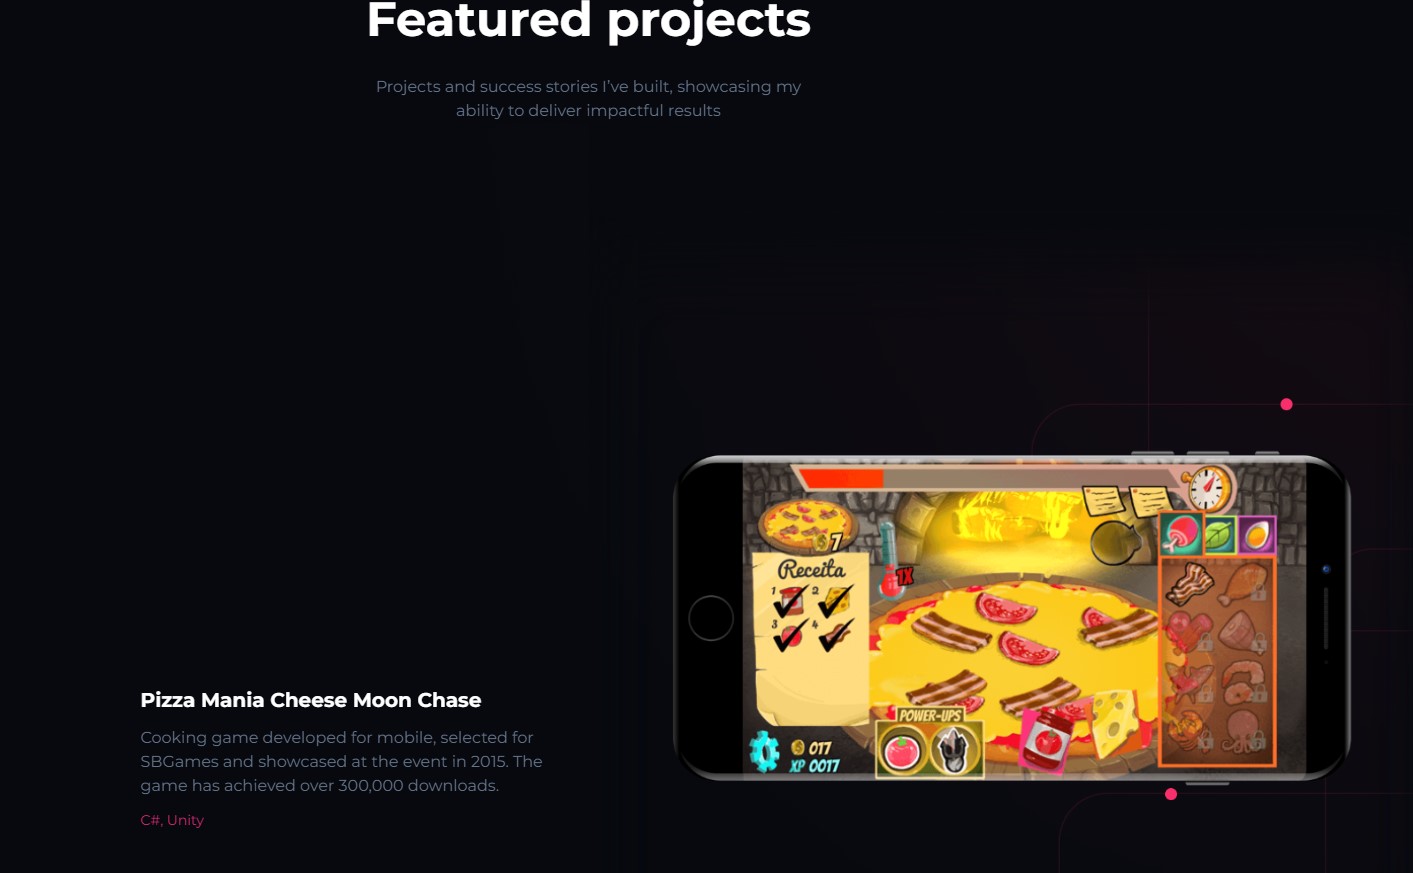 Featured projects
Projects and success stories I've built, showcasing my
ability to deliver impactful results
7
Receita
1 2
3 4
1X
POWER-UPS
017
XP 0017
Pizza Mania Cheese Moon Chase
Cooking game developed for mobile, selected for
SBGames and showcased at the event in 2015. The
game has achieved over 300,000 downloads.
C#, Unity